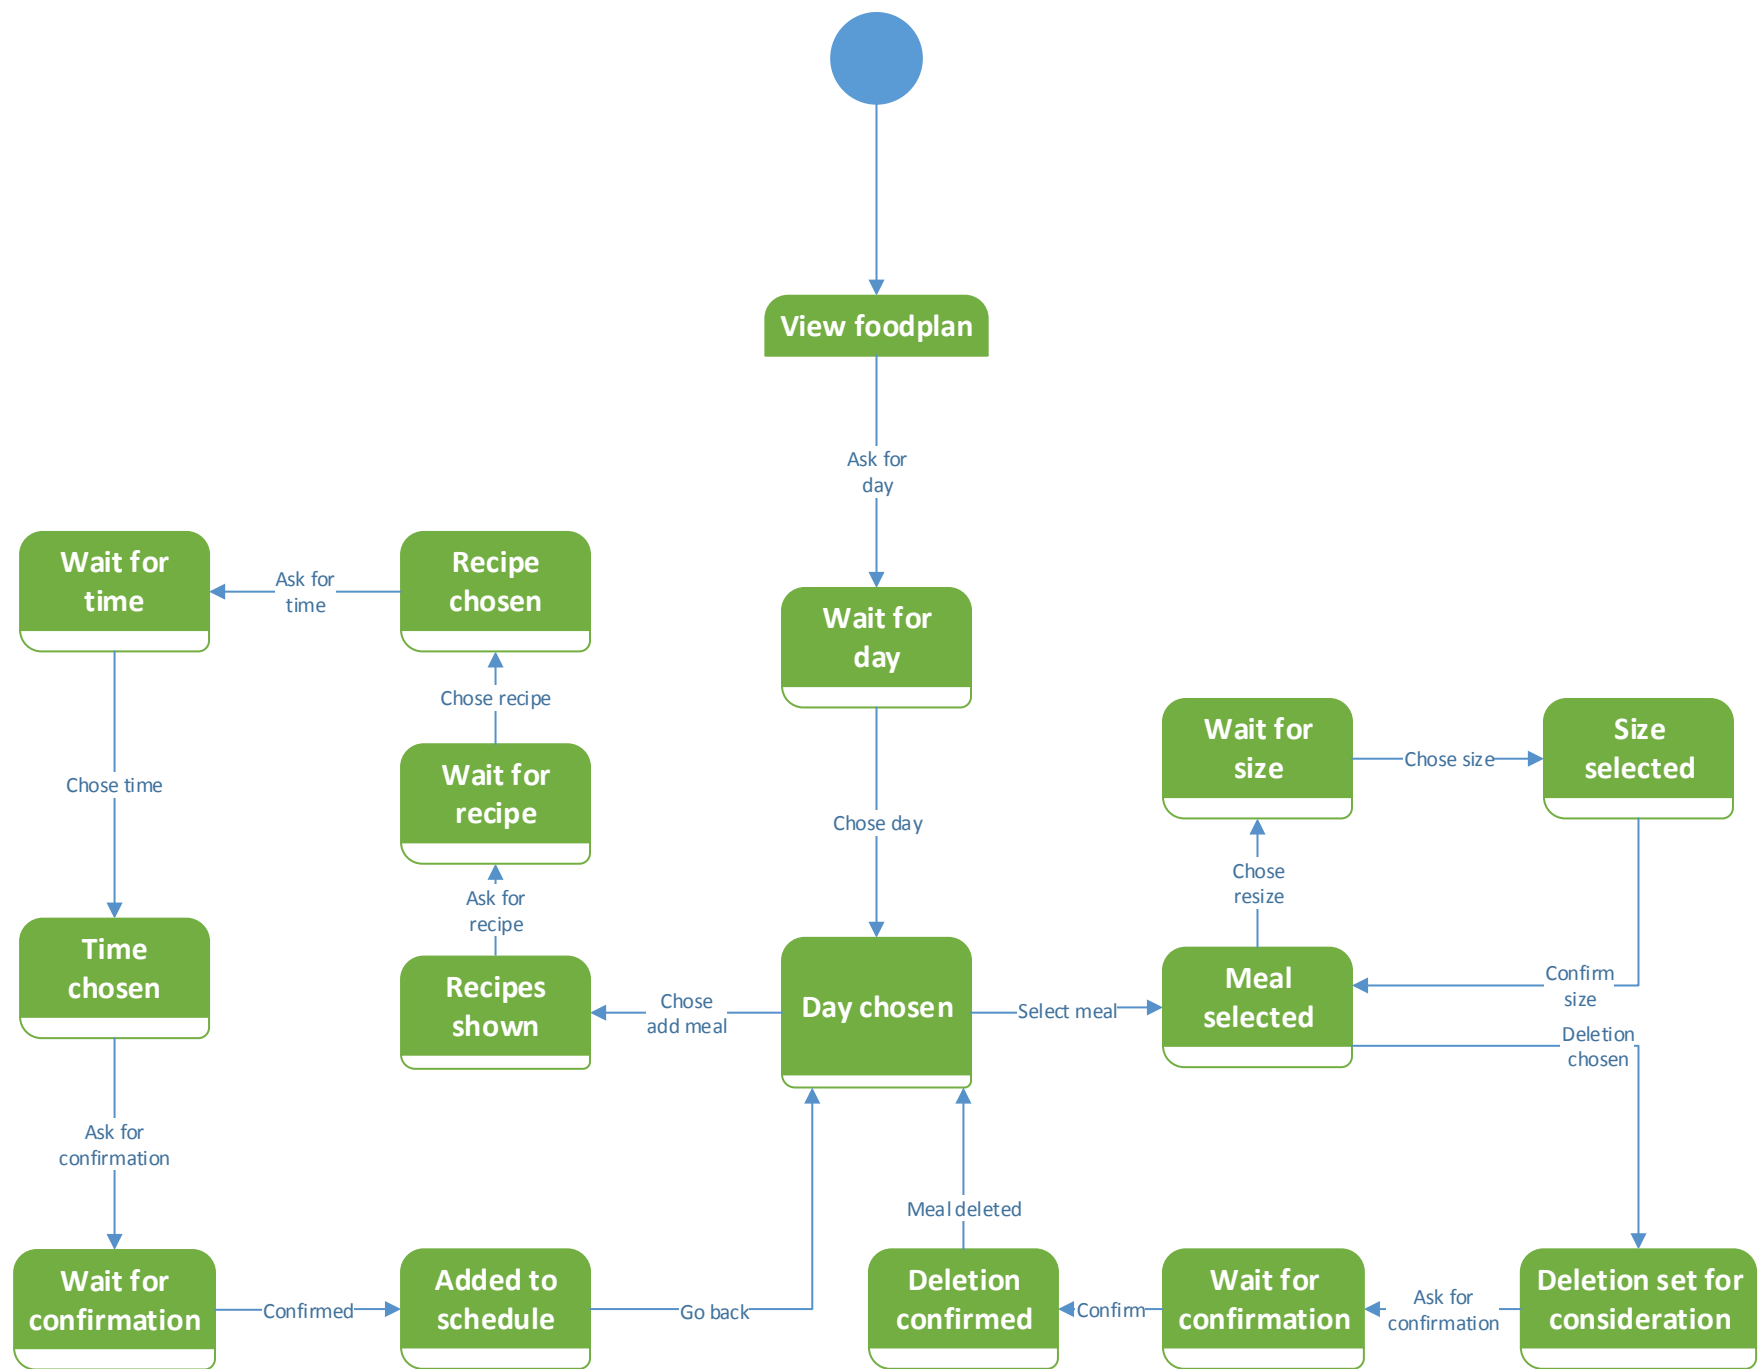 View foodplan
Ask for
day
Wait for
time
Ask for
time
Recipe
chosen
Wait for
day
Chose recipe
Wait for
size
Chose size
Size
selected
Chose time
Wait for
recipe
Chose day
Chose
resize
Ask for
recipe
Time
chosen
Recipes
shown
Chose
add meal
Day chosen
Select meal
Meal
selected
Confirm
size
Deletion
chosen
Ask for
confirmation
Meal deleted
Wait for
confirmation
Confirmed
Added to
schedule
Go back
Deletion
confirmed
Confirm
Wait for
confirmation
Ask for
confirmation
Deletion set for
consideration